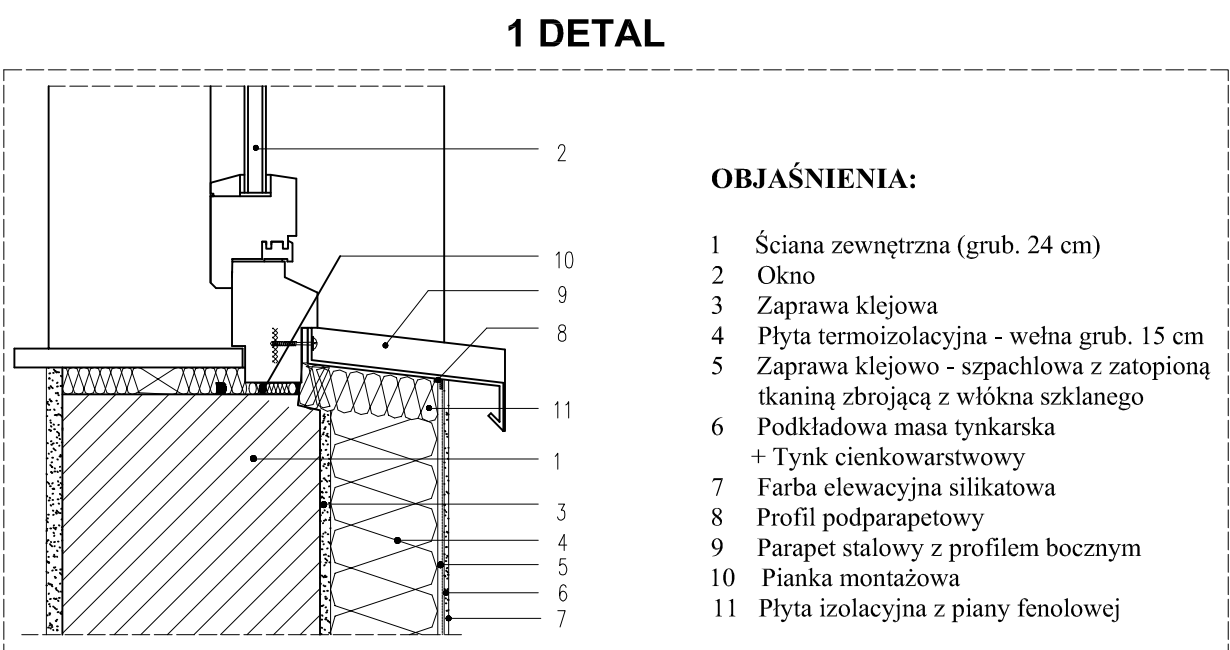 1 DETAL
2
10
9
8
11
1
3
4
5
6
7
OBJAŚNIENIA:
1 Ściana zewnętrzna (grub. 24 cm)
2 Okno
3 Zaprawa klejowa
4 Płyta termoizolacyjna - wełna grub. 15 cm
5 Zaprawa klejowo - szpachlowa z zatopioną
tkaniną zbrojącą z włókna szklanego
6 Podkładowa masa tynkarska
+ Tynk cienkowarstwowy
7 Farba elewacyjna silikatowa
8 Profil podparapetowy
9 Parapet stalowy z profilem bocznym
10 Pianka montażowa
11 Płyta izolacyjna z piany fenolowej